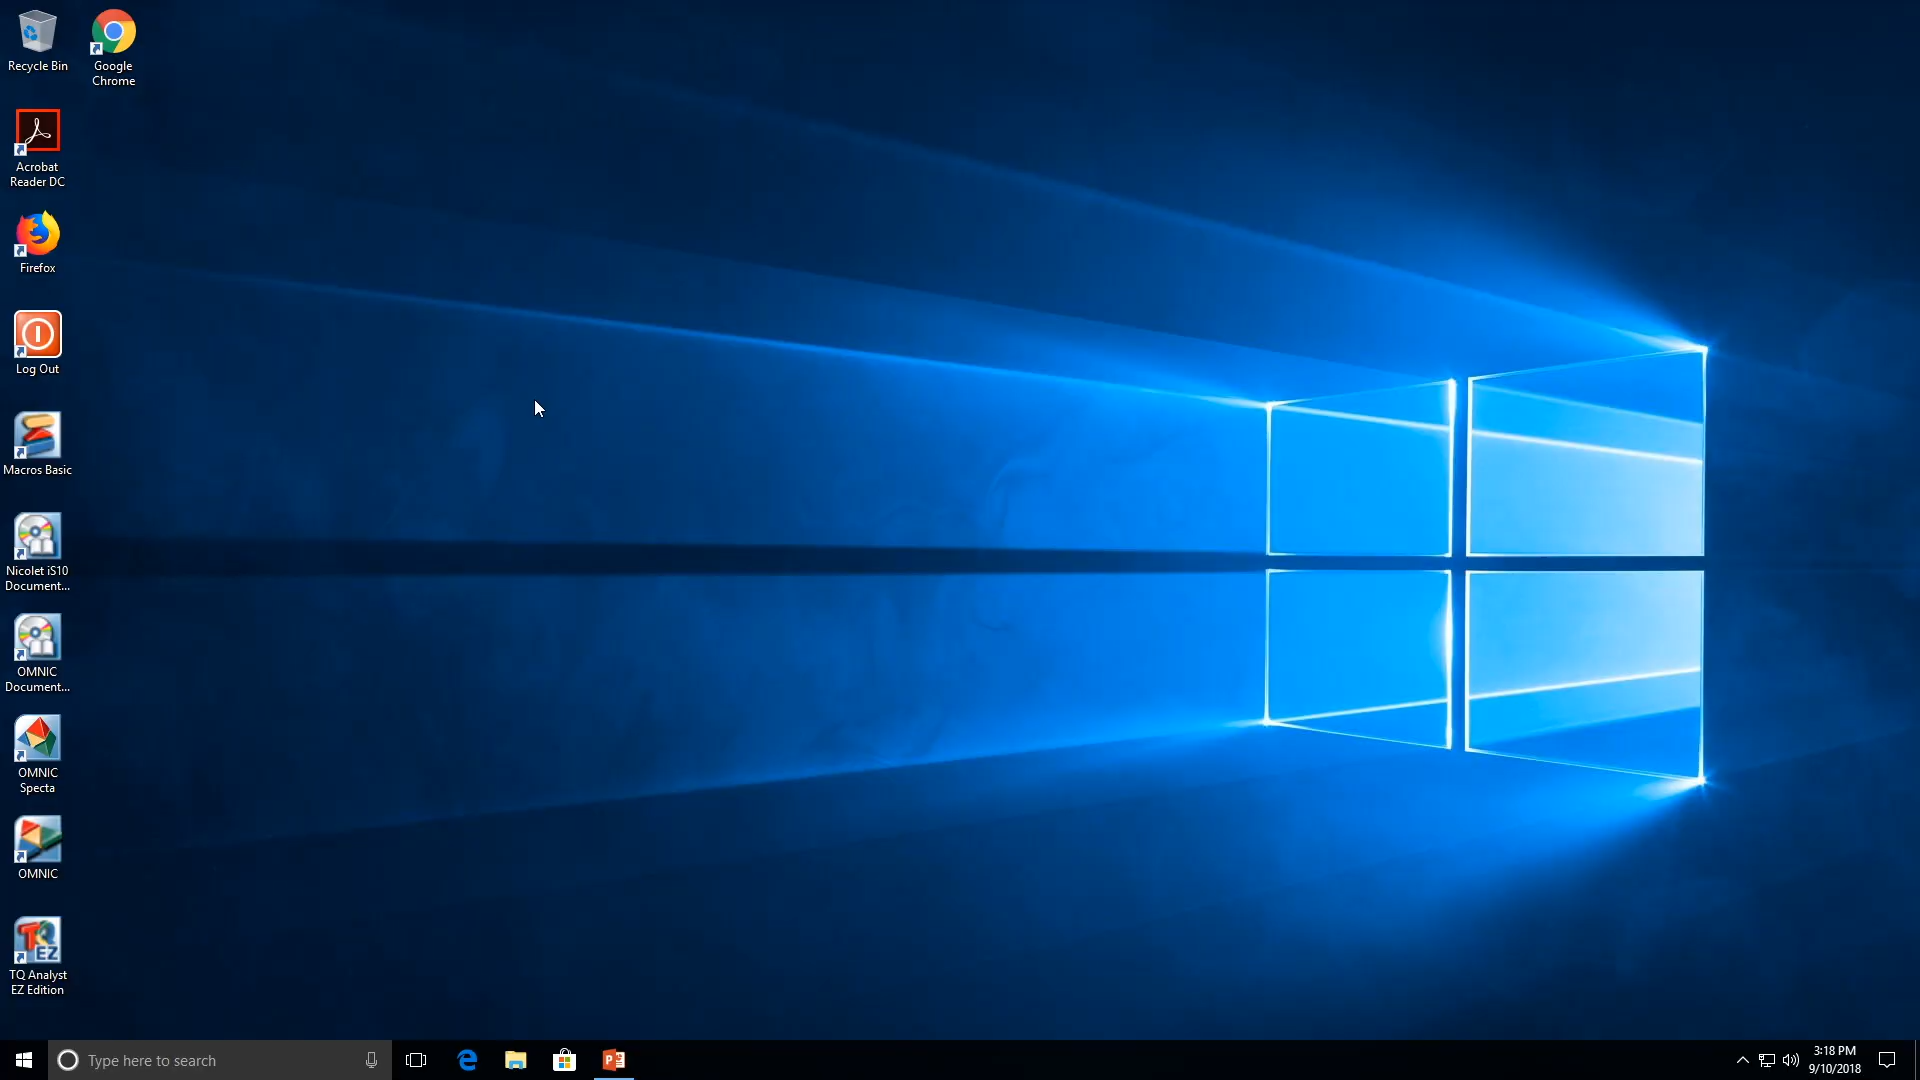 Recycle Bin
Google
Chrome
Acrobat
Reader DC
Firefox
Log Out
Macros Basic
Nicolet iS10
Document...
OMNIC
Document...
OMNIC
Specta
OMNIC
TQ Analyst
EZ Edition
Type here to search
3:18 PM
9/10/2018